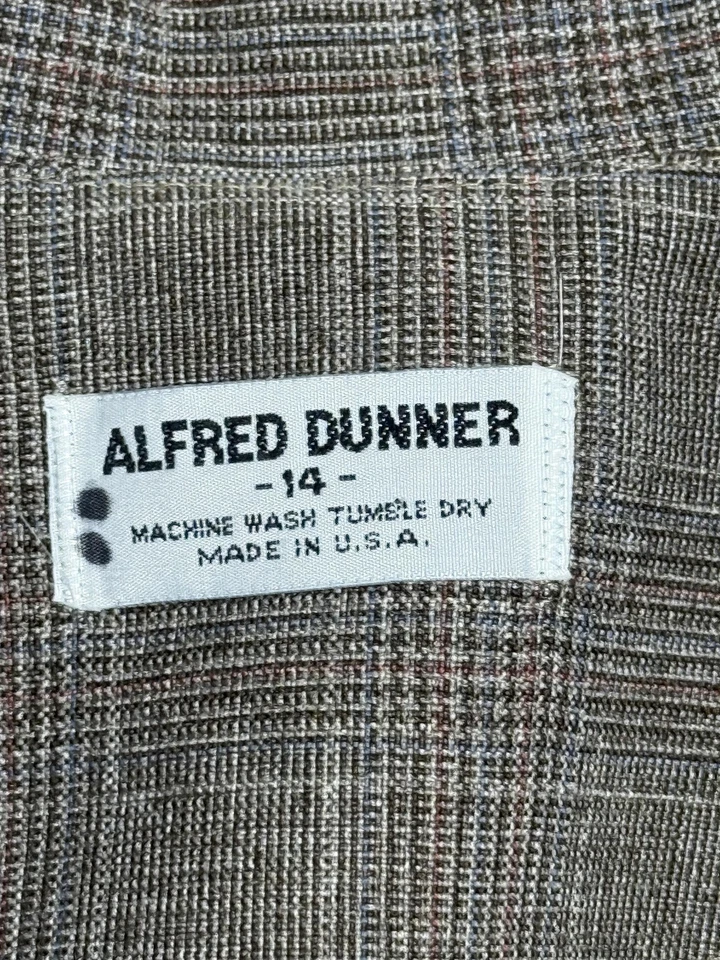 ALFRED DUNNER
-14-
MACHINE WASH TUMBLE DRY
MADE IN U.S.A.